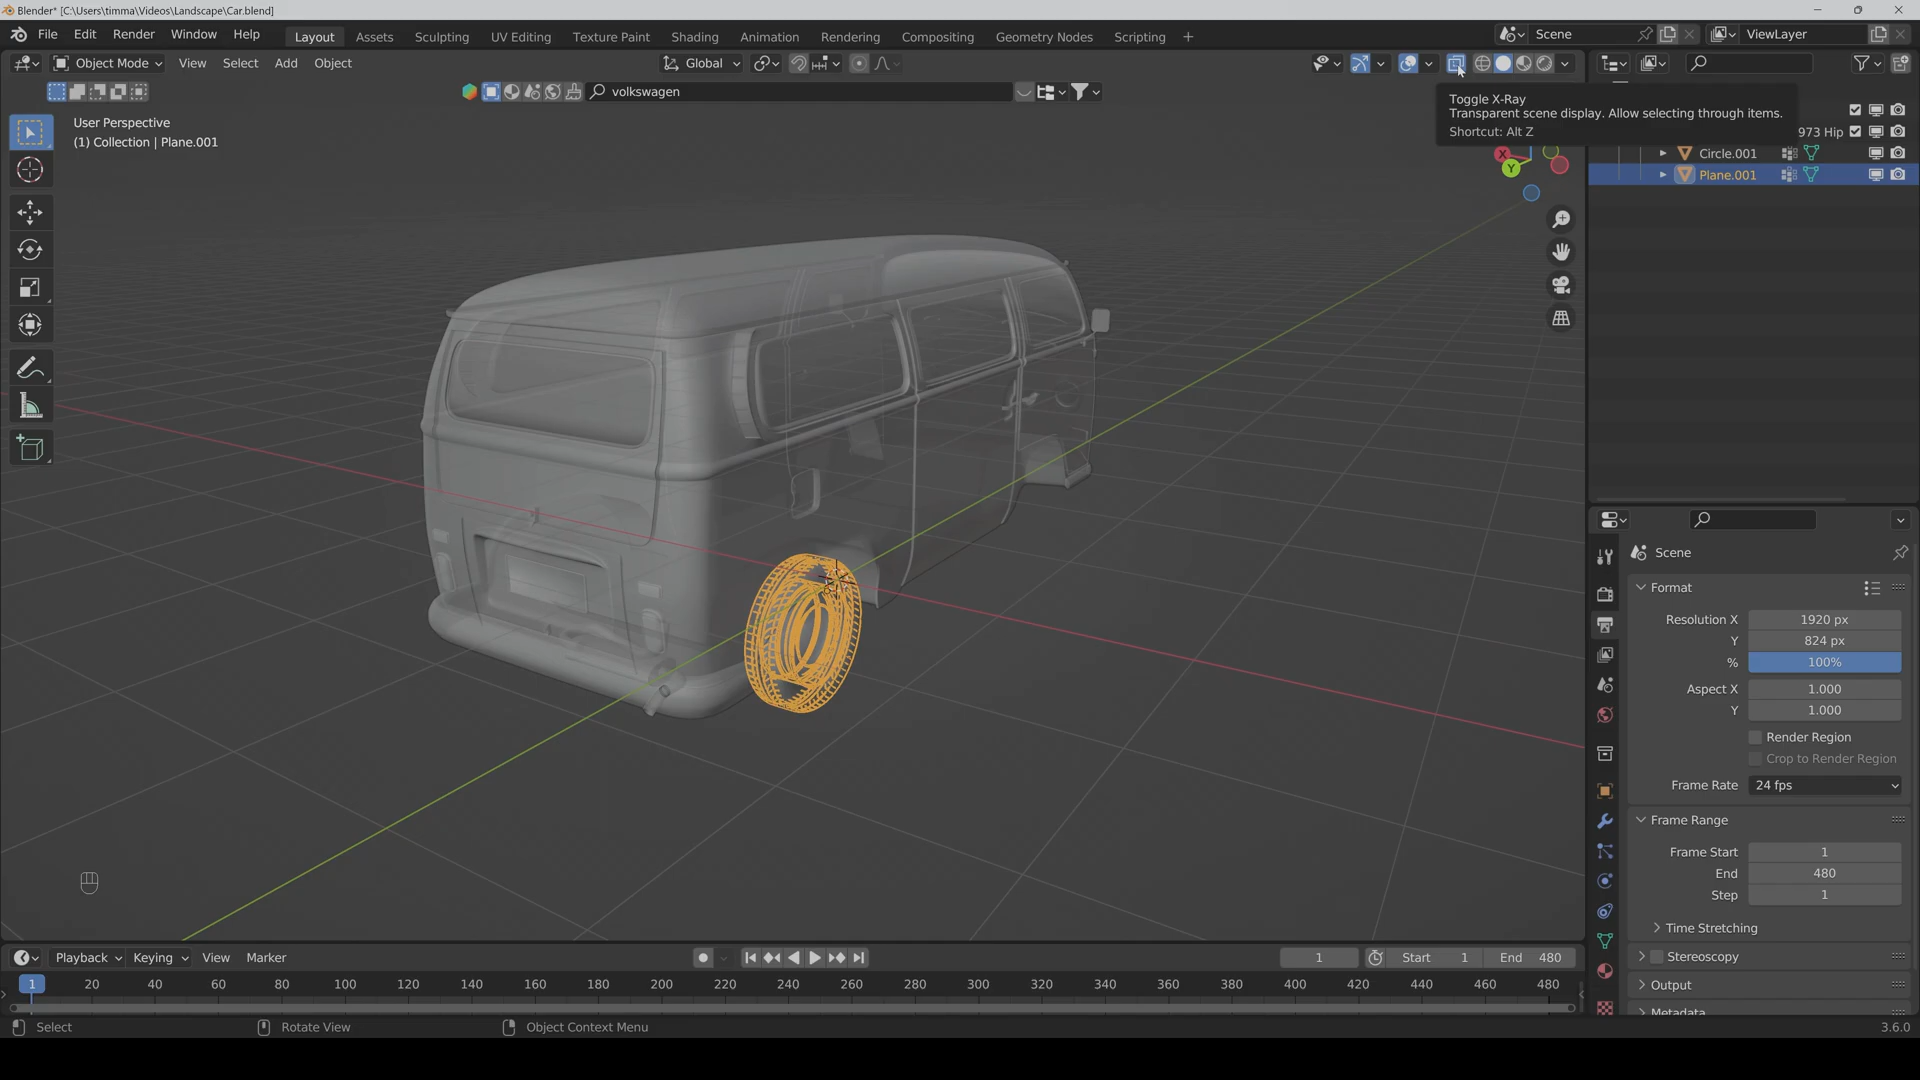 Blender* [C:\Users\timma\Videos\Landscape\Car.blend]
File Edit Render Window Help Layout Assets Sculpting UV Editing Texture Paint Shading Animation Rendering Compositing Geometry Nodes Scripting + Scene ViewLayer
Object Mode View Select Add Object Global
volkswagen
User Perspective
(1) Collection | Plane.001
Toggle X-Ray
Transparent scene display. Allow selecting through items.
Shortcut: Alt Z
973 Hip
X
Y
Circle.001
Plane.001
Scene
Format
Resolution X 1920 px
Y 824 px
% 100%
Aspect X 1.000
Y 1.000
Render Region
Crop to Render Region
Frame Rate 24 fps
Frame Range
Frame Start 1
End 480
Step 1
Time Stretching
Stereoscopy
Output
Metadata
Playback Keying View Marker 1 Start 1 End 480
1 20 40 60 80 100 120 140 160 180 200 220 240 260 280 300 320 340 360 380 400 420 440 460 480
Select Rotate View Object Context Menu 3.6.0